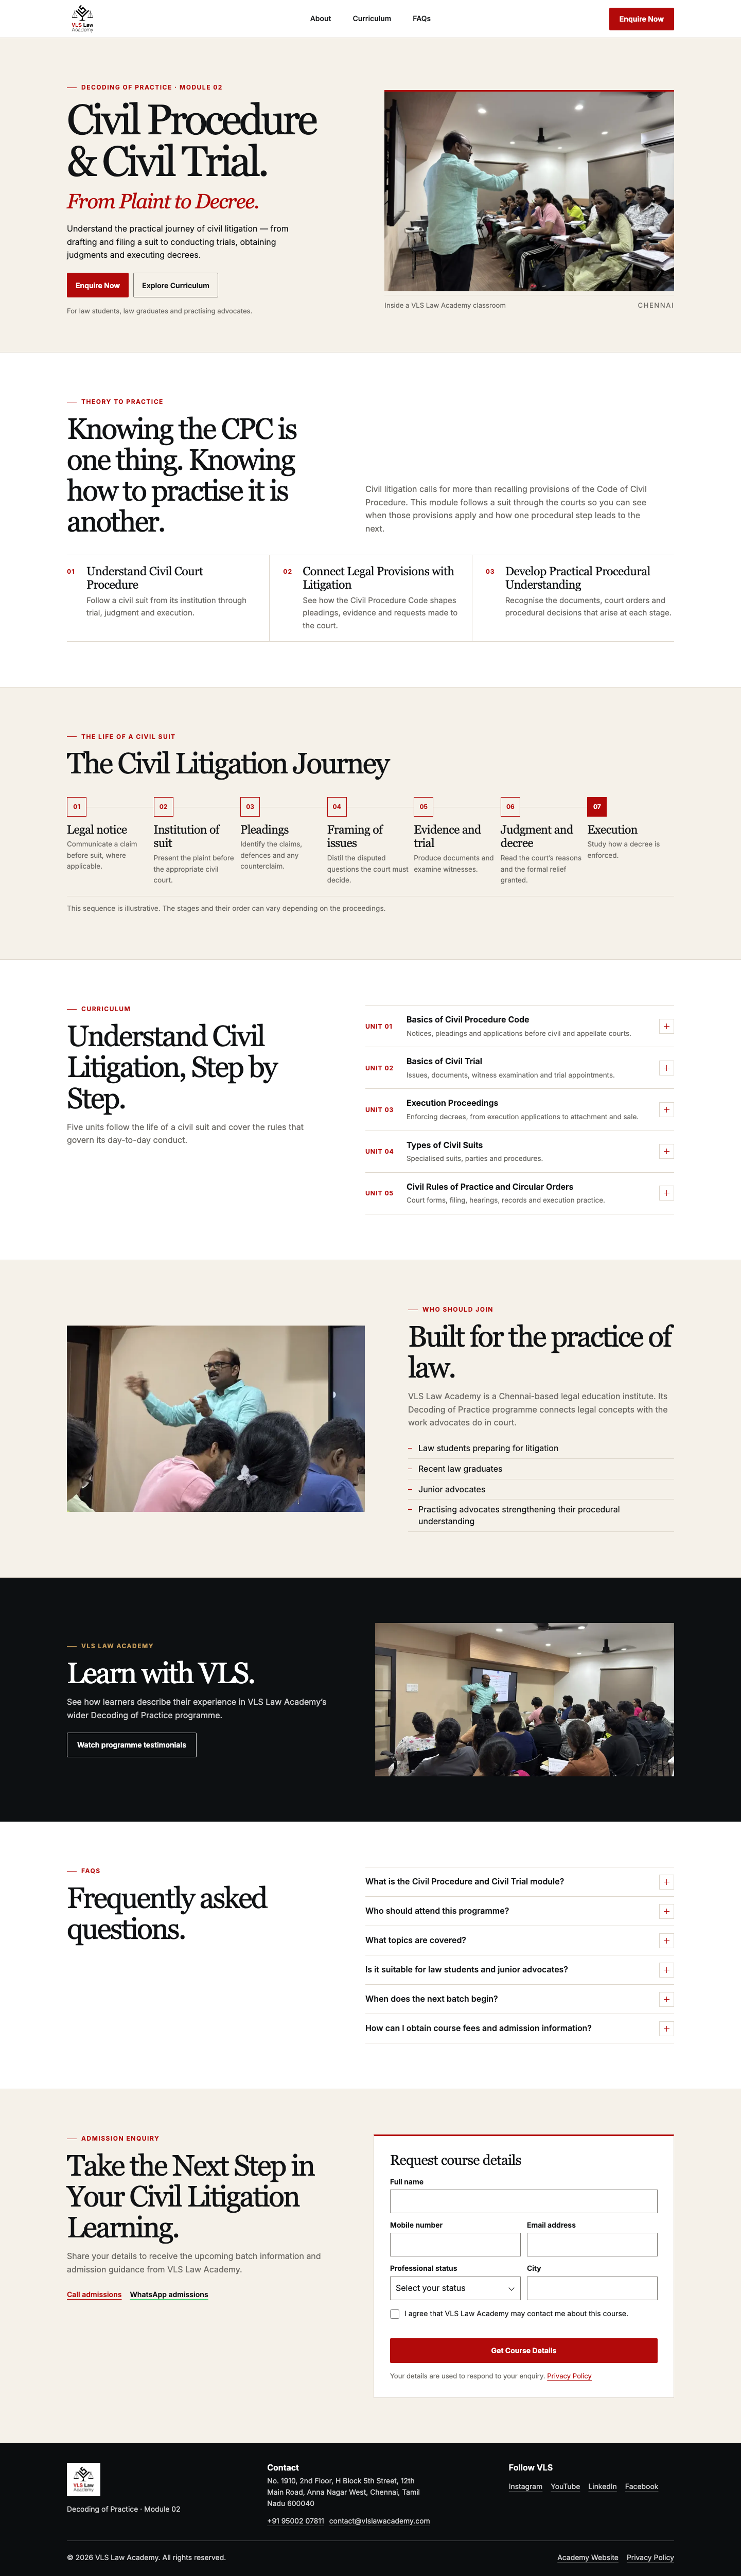 VLS Law
Academy
About
Curriculum
FAQs
Enquire Now
DECODING OF PRACTICE · MODULE 02
Civil Procedure
& Civil Trial.
From Plaint to Decree.
Understand the practical journey of civil litigation — from
drafting and filing a suit to conducting trials, obtaining
judgments and executing decrees.
Enquire Now
Explore Curriculum
For law students, law graduates and practising advocates.
Inside a VLS Law Academy classroom
CHENNAI
THEORY TO PRACTICE
Knowing the CPC is
one thing. Knowing
how to practise it is
another.
Civil litigation calls for more than recalling provisions of the Code of Civil
Procedure. This module follows a suit through the courts so you can see
when those provisions apply and how one procedural step leads to the
next.
01
Understand Civil Court
Procedure
Follow a civil suit from its institution through
trial, judgment and execution.
02
Connect Legal Provisions with
Litigation
See how the Civil Procedure Code shapes
pleadings, evidence and requests made to
the court.
03
Develop Practical Procedural
Understanding
Recognise the documents, court orders and
procedural decisions that arise at each stage.
THE LIFE OF A CIVIL SUIT
The Civil Litigation Journey
01
Legal notice
Communicate a claim
before suit, where
applicable.
02
Institution of
suit
Present the plaint before
the appropriate civil
court.
03
Pleadings
Identify the claims,
defences and any
counterclaim.
04
Framing of
issues
Distil the disputed
questions the court must
decide.
05
Evidence and
trial
Produce documents and
examine witnesses.
06
Judgment and
decree
Read the court's reasons
and the formal relief
granted.
07
Execution
Study how a decree is
enforced.
This sequence is illustrative. The stages and their order can vary depending on the proceedings.
CURRICULUM
Understand Civil
Litigation, Step by
Step.
Five units follow the life of a civil suit and cover the rules that
govern its day-to-day conduct.
UNIT 01
Basics of Civil Procedure Code
Notices, pleadings and applications before civil and appellate courts.
UNIT 02
Basics of Civil Trial
Issues, documents, witness examination and trial appointments.
UNIT 03
Execution Proceedings
Enforcing decrees, from execution applications to attachment and sale.
UNIT 04
Types of Civil Suits
Specialised suits, parties and procedures.
UNIT 05
Civil Rules of Practice and Circular Orders
Court forms, filing, hearings, records and execution practice.
WHO SHOULD JOIN
Built for the practice of
law.
VLS Law Academy is a Chennai-based legal education institute. Its
Decoding of Practice programme connects legal concepts with the
work advocates do in court.
Law students preparing for litigation
Recent law graduates
Junior advocates
Practising advocates strengthening their procedural
understanding
VLS LAW ACADEMY
Learn with VLS.
See how learners describe their experience in VLS Law Academy's
wider Decoding of Practice programme.
Watch programme testimonials
FAQS
Frequently asked
questions.
What is the Civil Procedure and Civil Trial module?
Who should attend this programme?
What topics are covered?
Is it suitable for law students and junior advocates?
When does the next batch begin?
How can I obtain course fees and admission information?
ADMISSION ENQUIRY
Take the Next Step in
Your Civil Litigation
Learning.
Share your details to receive the upcoming batch information and
admission guidance from VLS Law Academy.
Call admissions
WhatsApp admissions
Request course details
Full name
Mobile number
Email address
Professional status
City
Select your status
I agree that VLS Law Academy may contact me about this course.
Get Course Details
Your details are used to respond to your enquiry. Privacy Policy
VLS Law
Academy
Decoding of Practice · Module 02
Contact
No. 1910, 2nd Floor, H Block 5th Street, 12th
Main Road, Anna Nagar West, Chennai, Tamil
Nadu 600040
+91 95002 07811 contact@vlslawacademy.com
Follow VLS
Instagram YouTube LinkedIn Facebook
© 2026 VLS Law Academy. All rights reserved.
Academy Website Privacy Policy